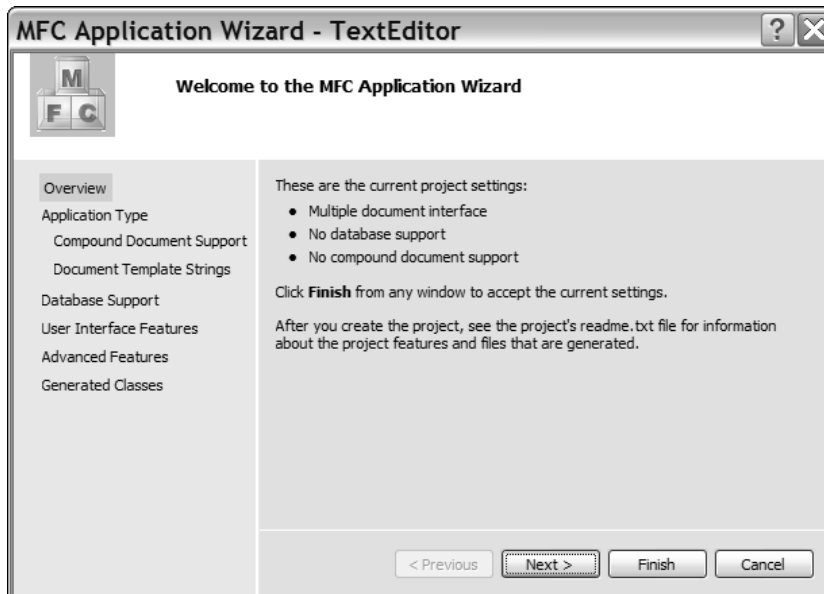 MFC Application Wizard - TextEditor
?
M
F C
Welcome to the MFC Application Wizard
Overview
Application Type
Compound Document Support
Document Template Strings
Database Support
User Interface Features
Advanced Features
Generated Classes
These are the current project settings:
• Multiple document interface
• No database support
• No compound document support
Click Finish from any window to accept the current settings.
After you create the project, see the project's readme.txt file for information
about the project features and files that are generated.
< Previous Next > Finish Cancel